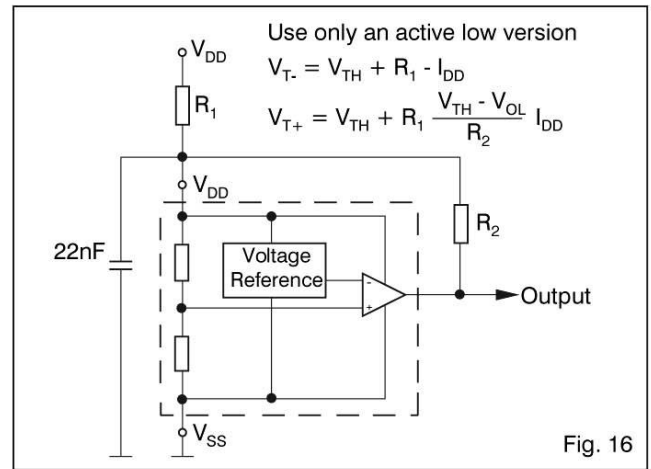 Use only an active low version
V_DD
V_T- = V_TH + R_1 - I_DD
R_1
V_T+ = V_TH + R_1 (V_TH - V_OL)/R_2 I_DD
V_DD
R_2
22nF
Voltage
Reference
-
+
Output
V_SS
Fig. 16